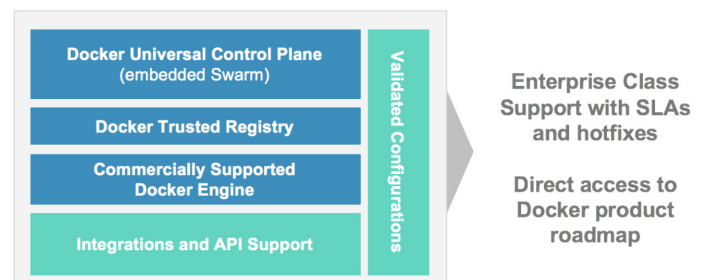 Docker Universal Control Plane
(embedded Swarm)
Docker Trusted Registry
Commercially Supported
Docker Engine
Integrations and API Support
Validated Configurations
Enterprise Class
Support with SLAs
and hotfixes
Direct access to
Docker product
roadmap